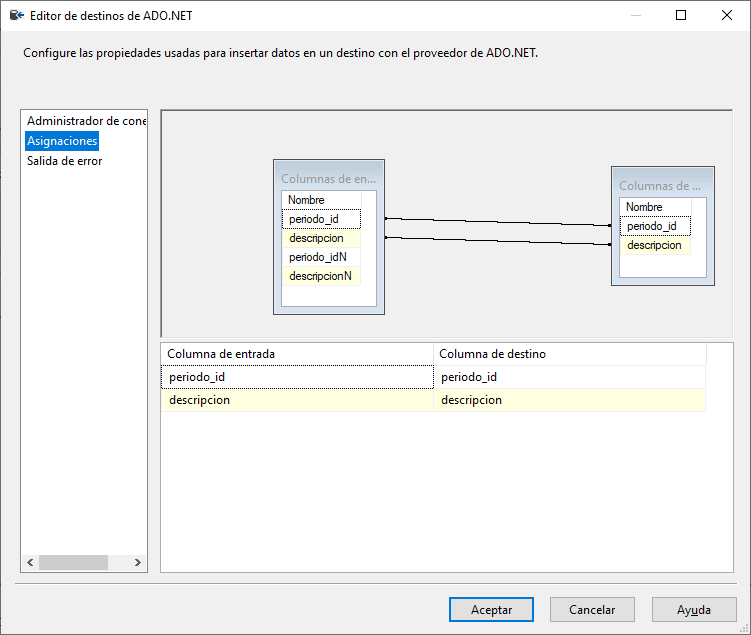 Editor de destinos de ADO.NET
Configure las propiedades usadas para insertar datos en un destino con el proveedor de ADO.NET.
Administrador de cone
Asignaciones
Salida de error
Columnas de en...
Nombre
periodo_id
descripcion
periodo_idN
descripcionN
Columnas de ...
Nombre
periodo_id
descripcion
Columna de entrada Columna de destino
periodo_id periodo_id
descripcion descripcion
Aceptar Cancelar Ayuda